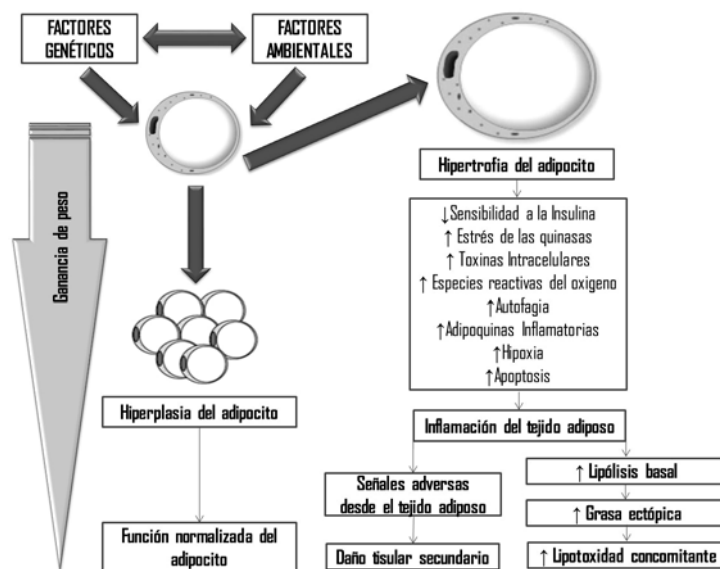 FACTORES
GENÉTICOS
FACTORES
AMBIENTALES
Ganancia de peso
Hipertrofia del adipocito
↓Sensibilidad a la Insulina
↑ Estrés de las quinasas
↑ Toxinas Intracelulares
↑ Especies reactivas del oxigeno
↑Autofagia
↑Adipoquinas Inflamatorias
↑Hipoxia
↑Apoptosis
Hiperplasia del adipocito
Inflamación del tejido adiposo
Señales adversas
desde el tejido adiposo
↑ Lipólisis basal
↑ Grasa ectópica
Función normalizada del
adipocito
Daño tisular secundario
↑ Lipotoxidad concomitante